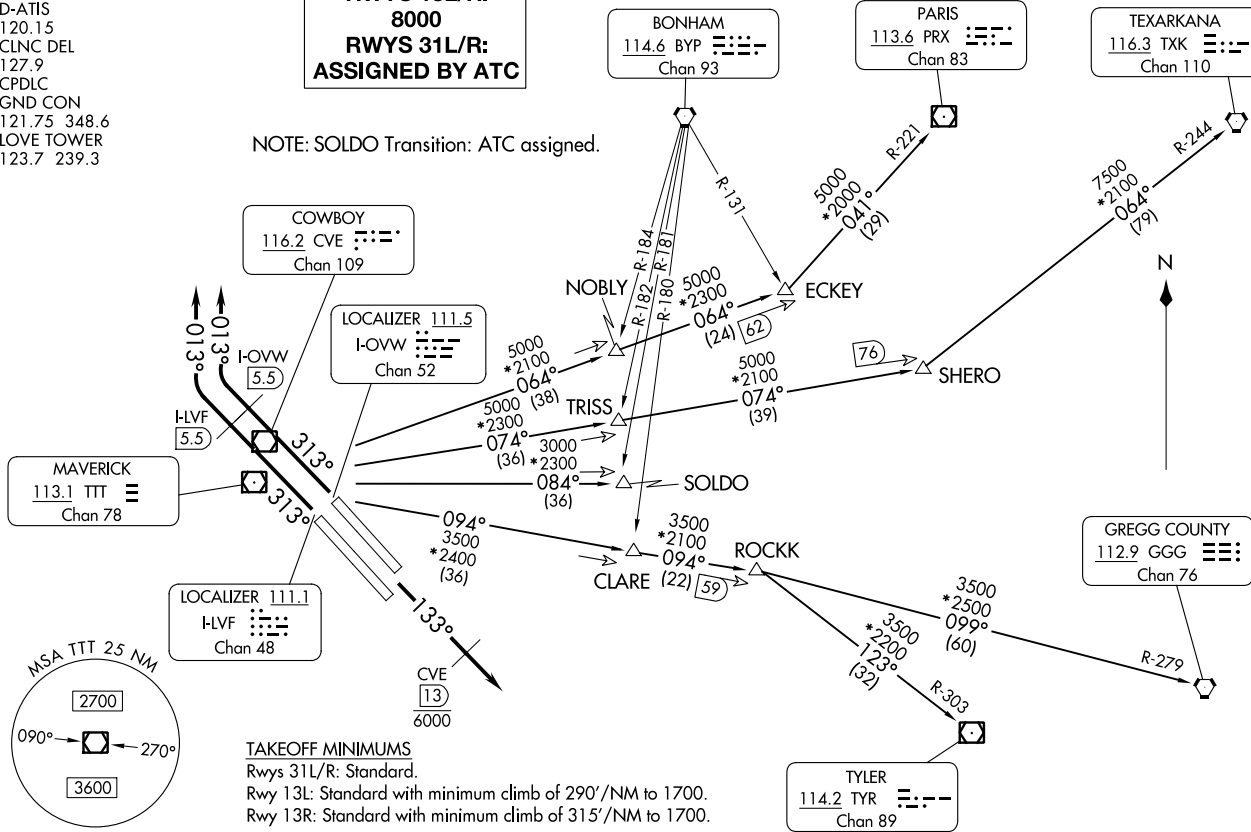 D-ATIS
120.15
CLNC DEL
127.9
CPDLC
GND CON
121.75 348.6
LOVE TOWER
123.7 239.3
8000
RWYS 31L/R:
ASSIGNED BY ATC
NOTE: SOLDO Transition: ATC assigned.
BONHAM
114.6 BYP
Chan 93
PARIS
113.6 PRX
Chan 83
TEXARKANA
116.3 TXK
Chan 110
COWBOY
116.2 CVE
Chan 109
LOCALIZER 111.5
I-OVW
Chan 52
MAVERICK
113.1 TTT
Chan 78
LOCALIZER 111.1
I-LVF
Chan 48
GREGG COUNTY
112.9 GGG
Chan 76
TYLER
114.2 TYR
Chan 89
R-221
R-244
R-131
R-184
R-181
R-182
R-180
5000
*2000
041°
(29)
7500
*2100
064°
(79)
N
NOBLY
5000
*2300
064°
(24)
62
ECKEY
013°
013°
I-OVW
5.5
I-LVF
5.5
313°
313°
5000
*2100
064°
(38)
TRISS
5000
*2100
074°
(39)
76
SHERO
5000
*2300
074°
(36)
3000
*2300
084°
(36)
SOLDO
094°
3500
*2400
(36)
CLARE
3500
*2100
094°
(22)
59
ROCKK
3500
*2500
099°
(60)
R-279
3500
*2200
123°
(32)
R-303
133°
CVE
13
6000
MSA TTT 25 NM
2700
090°
270°
3600
TAKEOFF MINIMUMS
Rwys 31L/R: Standard.
Rwy 13L: Standard with minimum climb of 290'/NM to 1700.
Rwy 13R: Standard with minimum climb of 315'/NM to 1700.